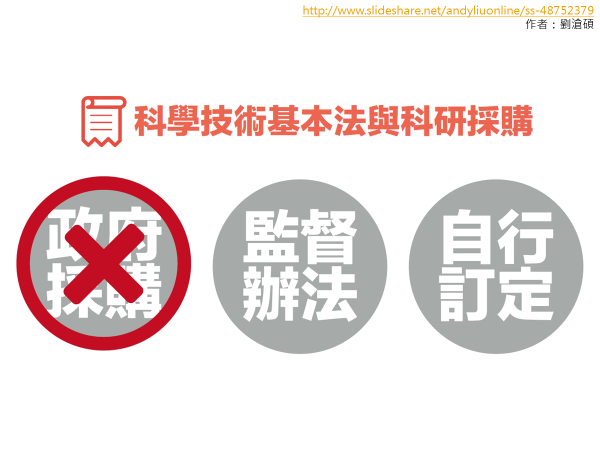 http://www.slideshare.net/andyliuonline/ss-48752379
作者：劉滄碩
科學技術基本法與科研採購
政府
採購
監督
辦法
自行
訂定